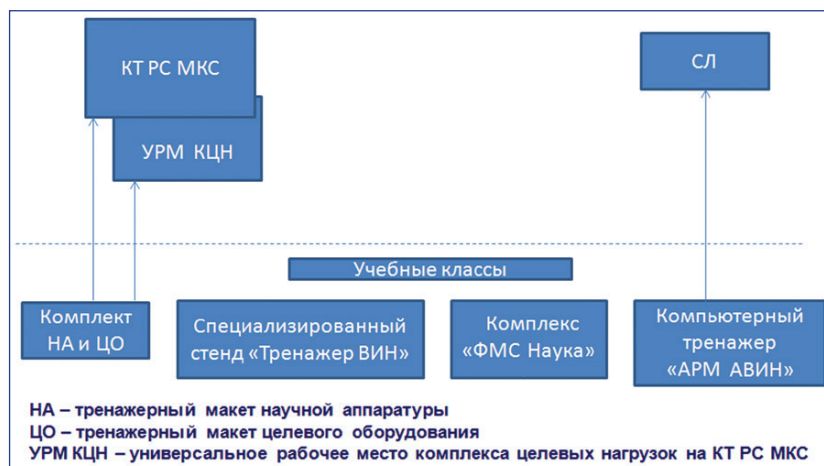 КТ РС МКС
СЛ
УРМ КЦН
Учебные классы
Комплект
НА и ЦО
Специализированный
стенд «Тренажер ВИН»
Комплекс
«ФМС Наука»
Компьютерный
тренажер
«АРМ АВИН»
НА – тренажерный макет научной аппаратуры
ЦО – тренажерный макет целевого оборудования
УРМ КЦН – универсальное рабочее место комплекса целевых нагрузок на КТ РС МКС